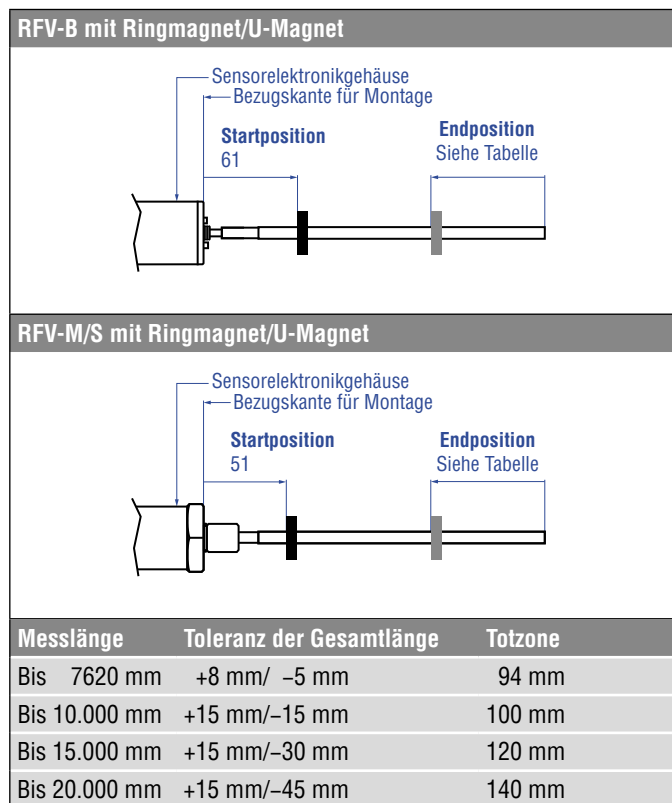 RFV-B mit Ringmagnet/U-Magnet
Sensorelektronikgehäuse
Bezugskante für Montage
Startposition
61
Endposition
Siehe Tabelle
RFV-M/S mit Ringmagnet/U-Magnet
Sensorelektronikgehäuse
Bezugskante für Montage
Startposition
51
Endposition
Siehe Tabelle
Messlänge Toleranz der Gesamtlänge Totzone
Bis 7620 mm +8 mm/ −5 mm 94 mm
Bis 10.000 mm +15 mm/−15 mm 100 mm
Bis 15.000 mm +15 mm/−30 mm 120 mm
Bis 20.000 mm +15 mm/−45 mm 140 mm